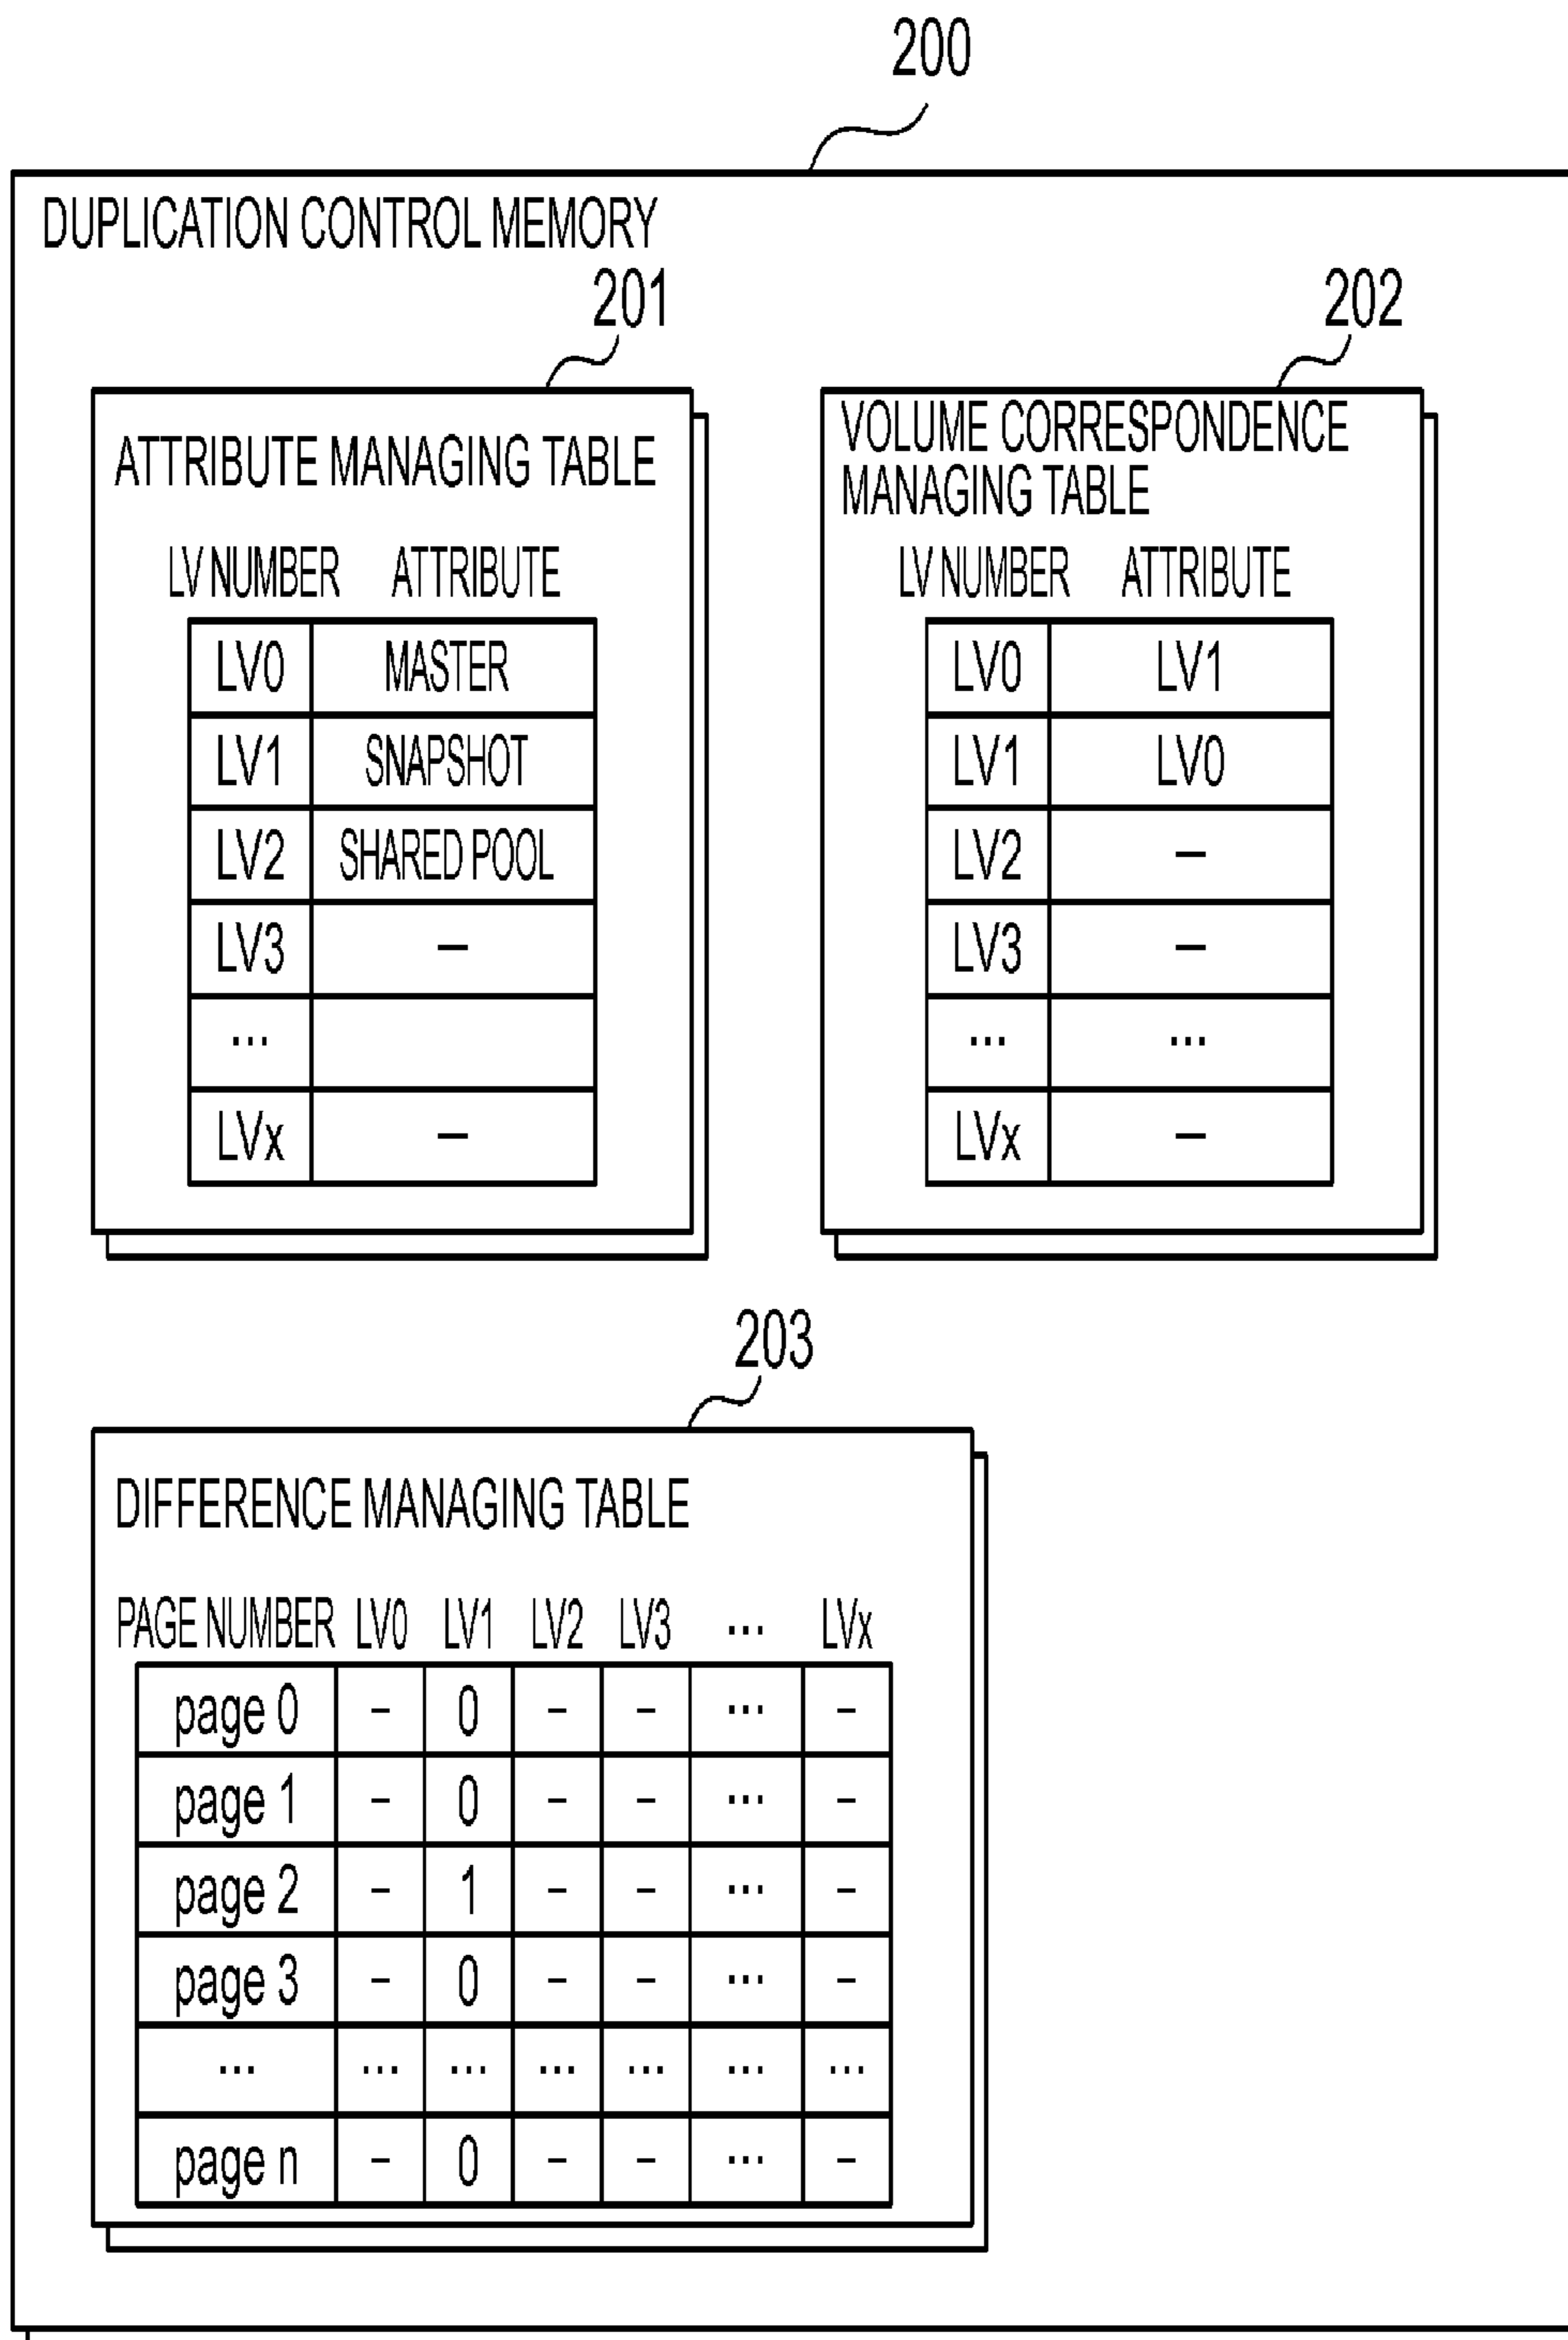 200
DUPLICATION CONTROL MEMORY
201
ATTRIBUTE MANAGING TABLE
LV NUMBER ATTRIBUTE
LV0 MASTER
LV1 SNAPSHOT
LV2 SHARED POOL
LV3 –
...
LVx –
202
VOLUME CORRESPONDENCE
MANAGING TABLE
LV NUMBER ATTRIBUTE
LV0 LV1
LV1 LV0
LV2 –
LV3 –
... ...
LVx –
203
DIFFERENCE MANAGING TABLE
PAGE NUMBER LV0 LV1 LV2 LV3 ... LVx
page 0 – 0 – – ... –
page 1 – 0 – – ... –
page 2 – 1 – – ... –
page 3 – 0 – – ... –
... ... ... ... ... ... ...
page n – 0 – – ... –